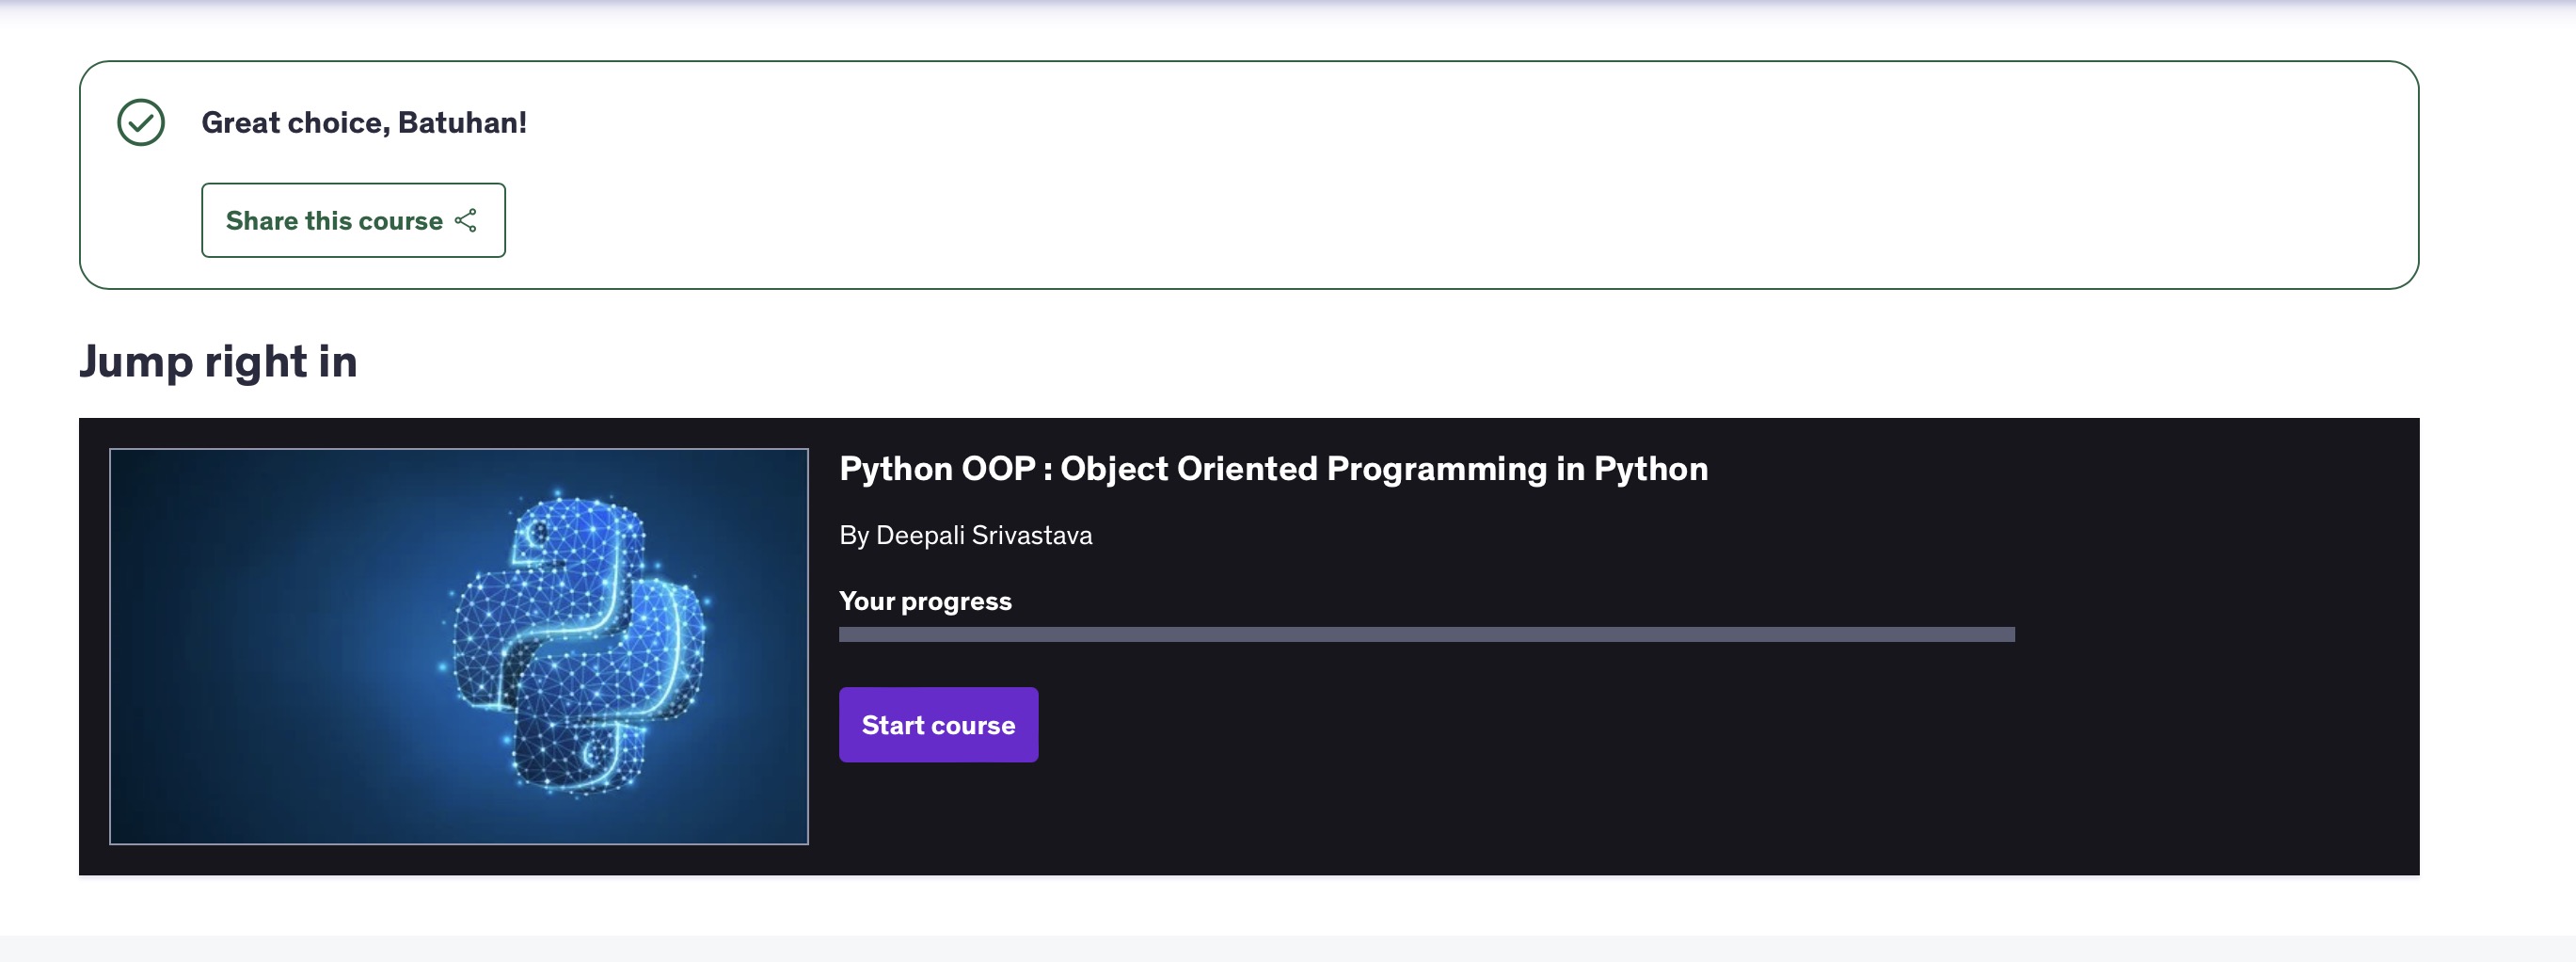 Great choice, Batuhan!
Share this course
Jump right in
Python OOP : Object Oriented Programming in Python
By Deepali Srivastava
Your progress
Start course